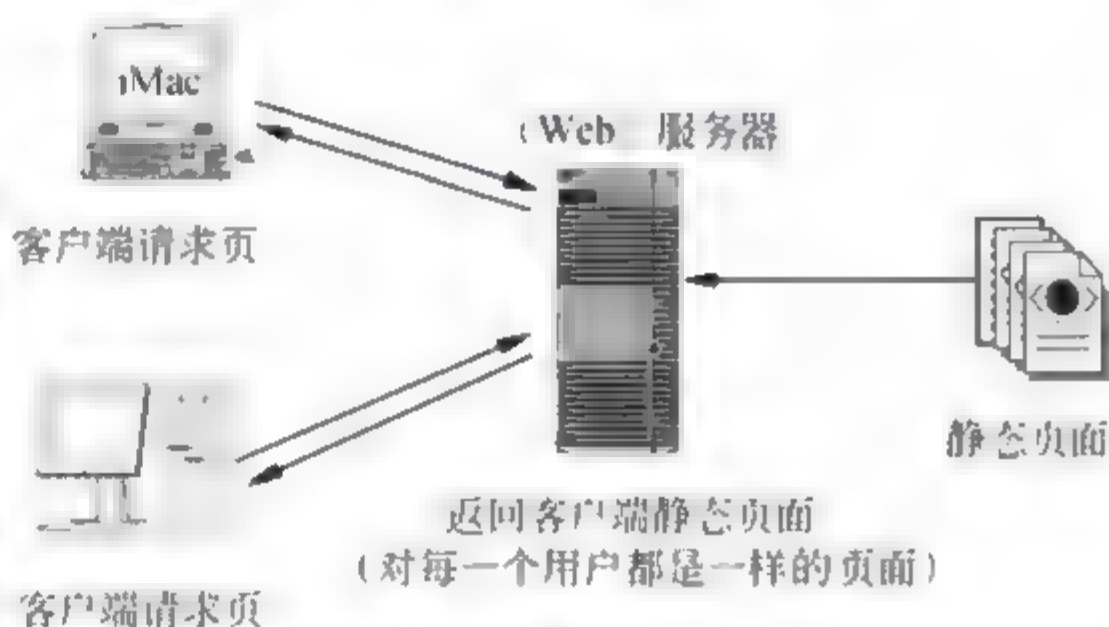 iMac
（Web 服务器
客户端请求页
静态页面
返回客户端静态页面
（对每一个用户都是一样的页面）
客户端请求页